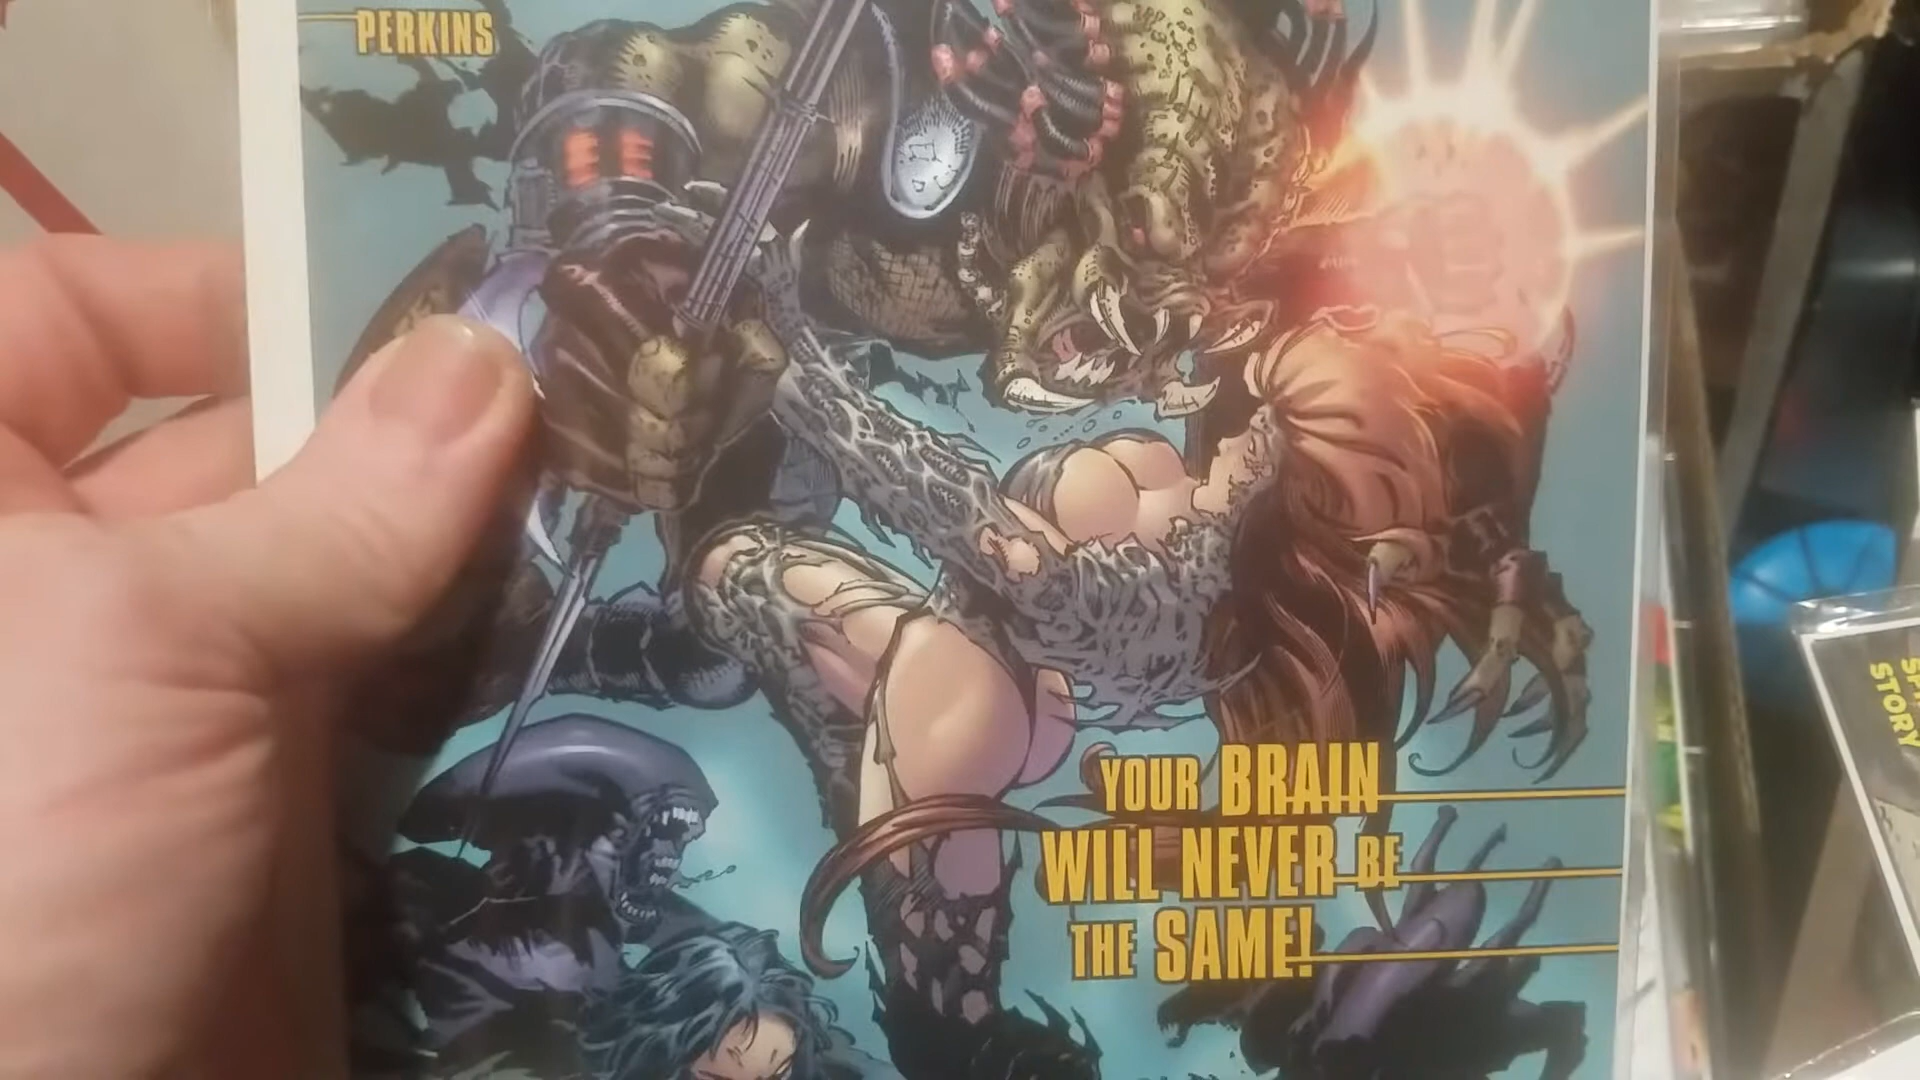 PERKINS
YOUR BRAIN
WILL NEVER BE
THE SAME!
STORY